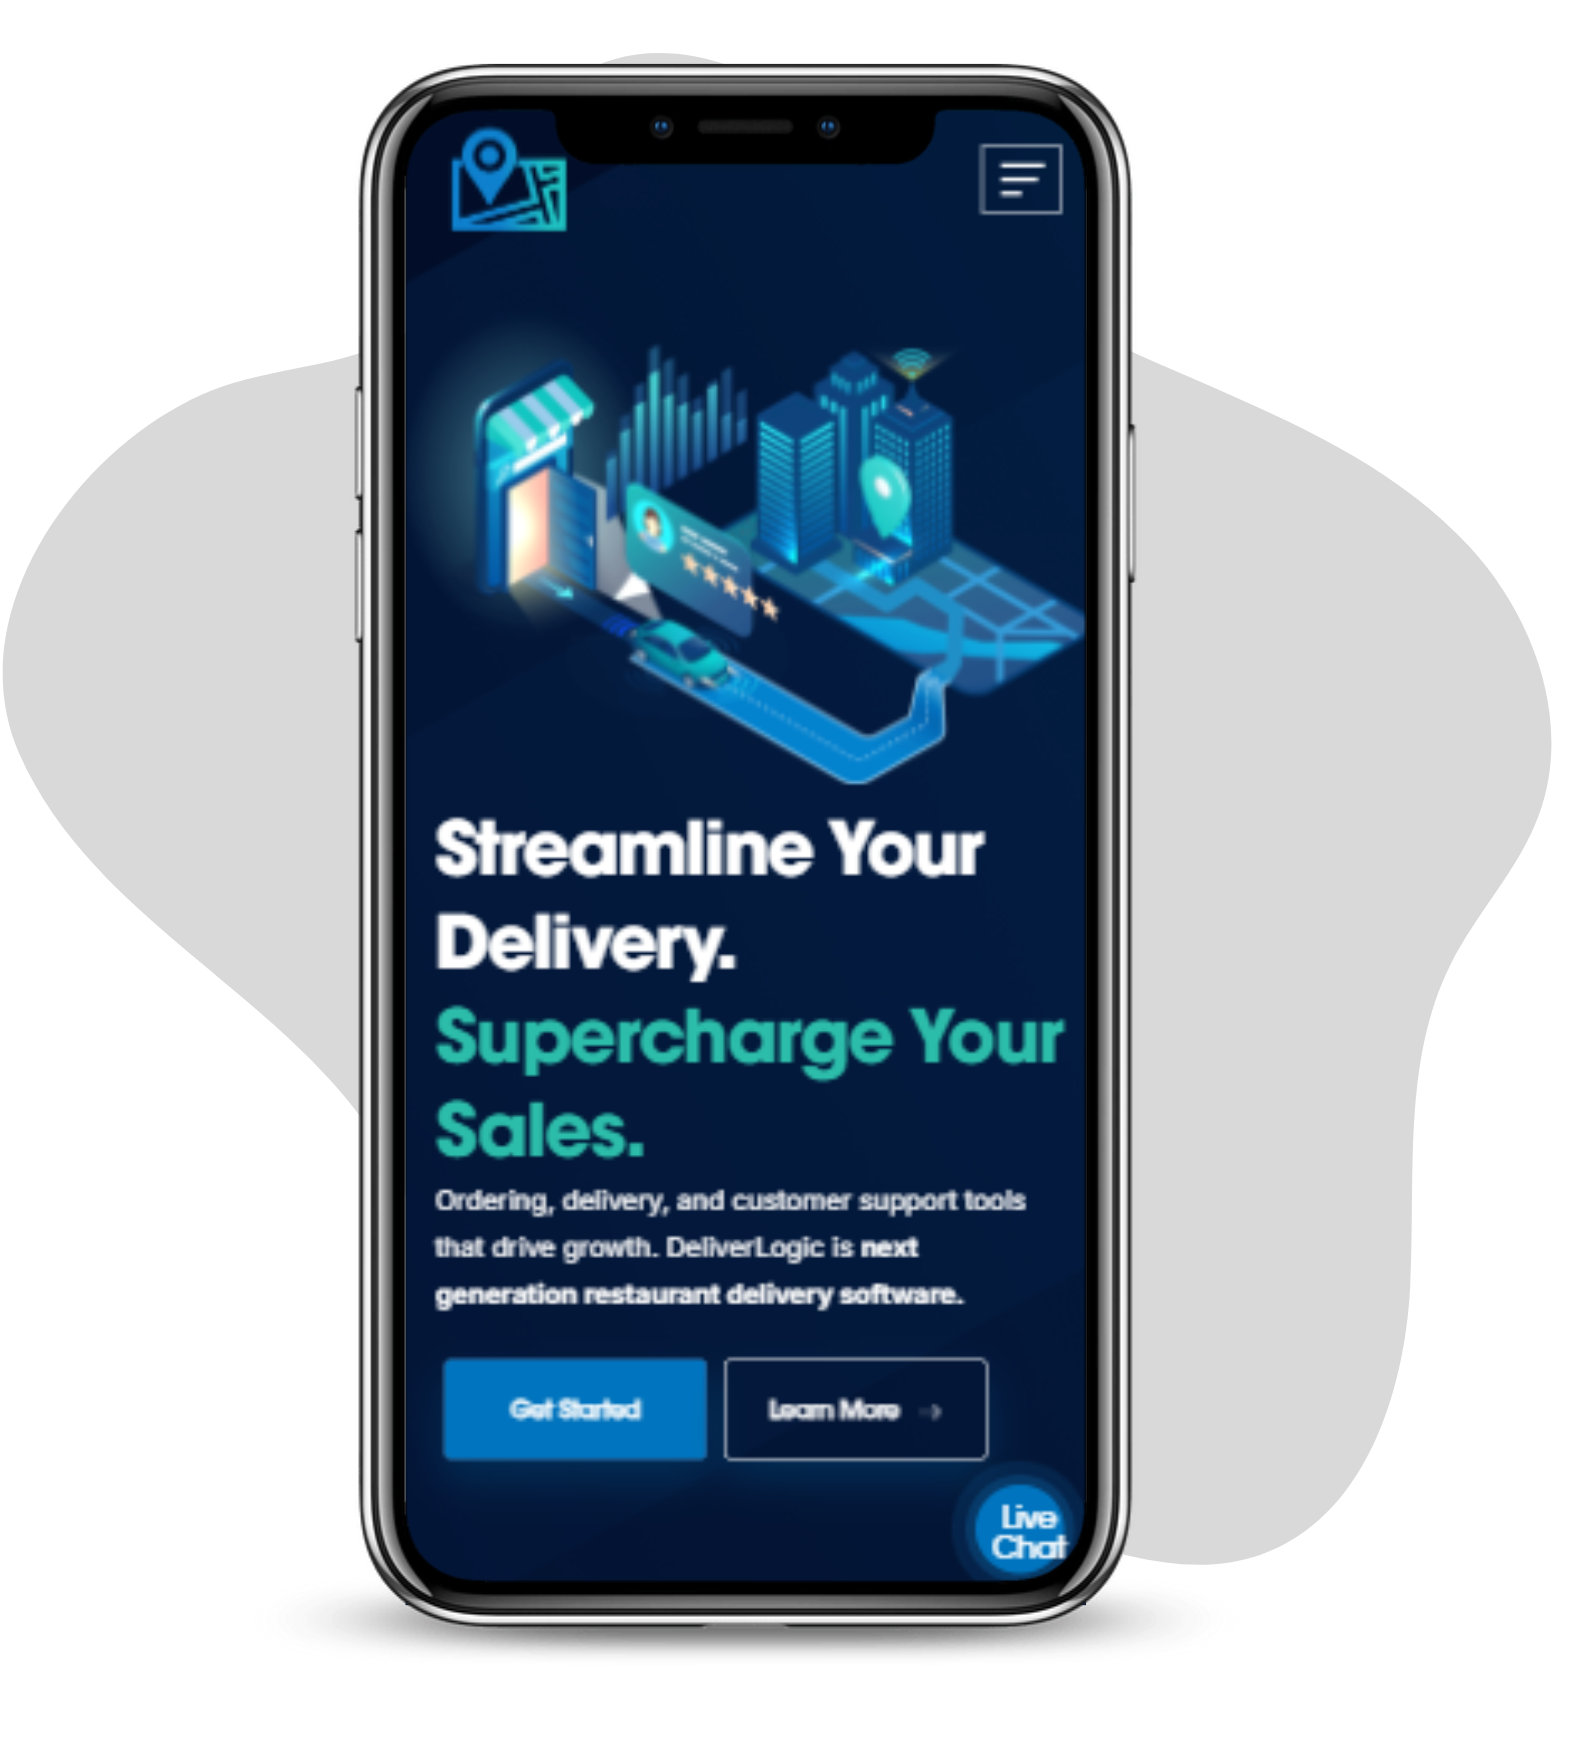 Streamline Your
Delivery.
Supercharge Your
Sales.
Ordering, delivery, and customer support tools
that drive growth. DeliverLogic is next
generation restaurant delivery software.
Get Started
Learn More →
Live
Chat